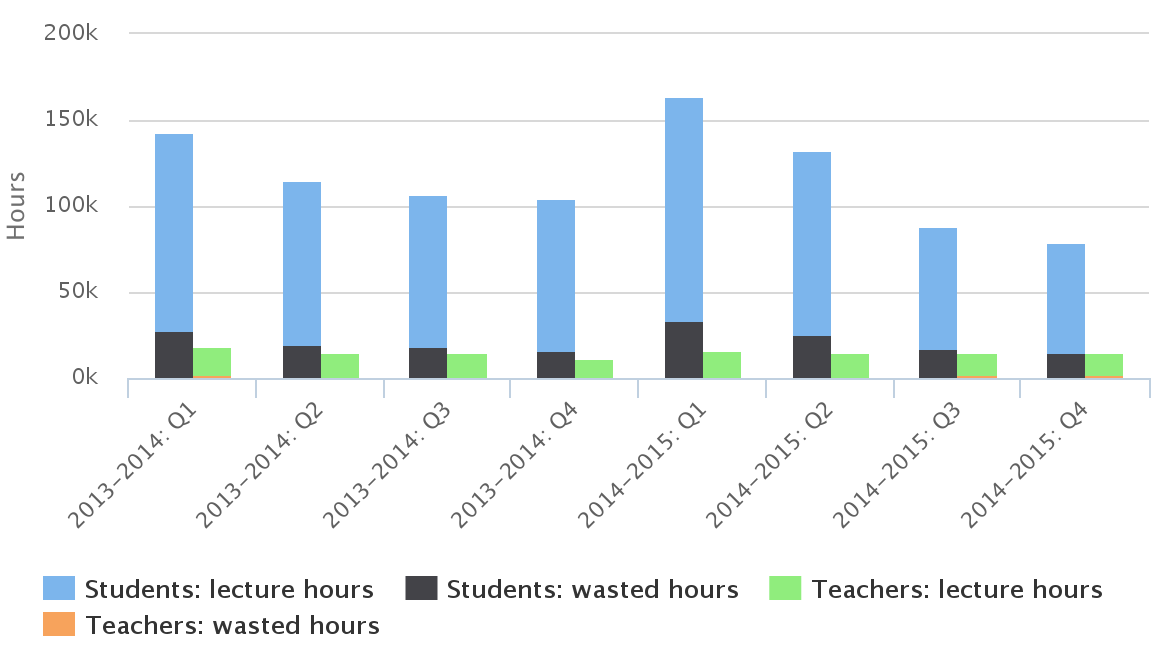 200k
150k
100k
50k
0k
Hours
2013-2014: Q1
2013-2014: Q2
2013-2014: Q3
2013-2014: Q4
2014-2015: Q1
2014-2015: Q2
2014-2015: Q3
2014-2015: Q4
Students: lecture hours Students: wasted hours Teachers: lecture hours
Teachers: wasted hours